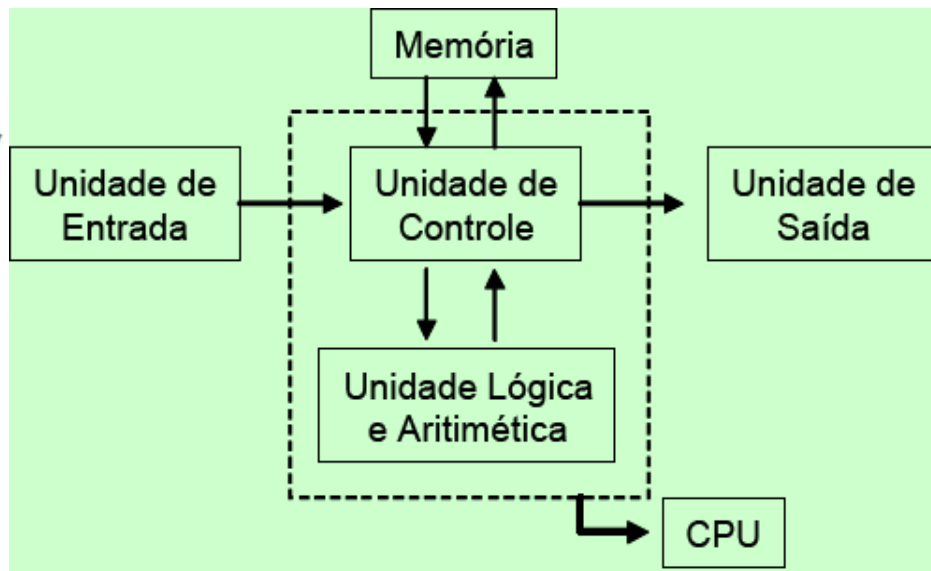 Memória
Unidade de
Entrada
Unidade de
Controle
Unidade de
Saída
Unidade Lógica
e Aritimética
CPU